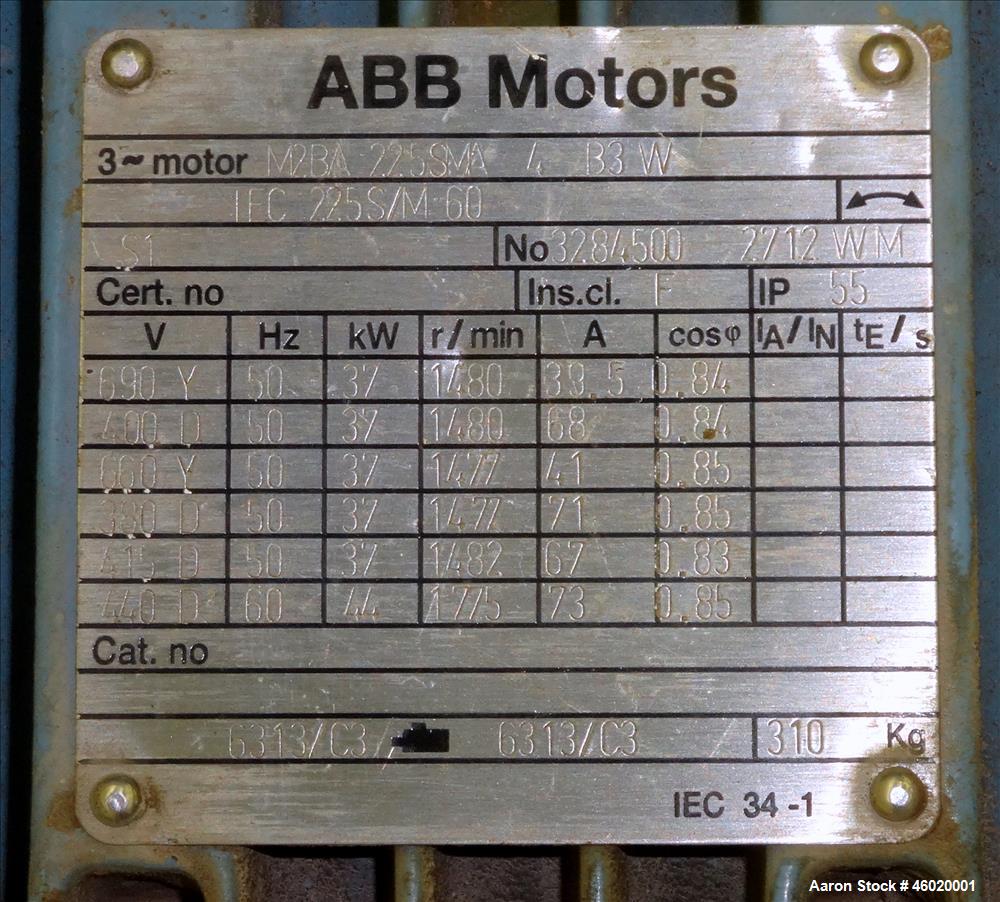 ABB Motors
3~ motor M2BA 225SMA 4 B3 W
IEC 225S/M 60
S1 No 3284500 2712 WM
Cert. no Ins.cl. F IP 55
V Hz kW r/min A cosφ IA/IN tE/s
690 Y 50 37 1480 39.5 0.84
400 D 50 37 1480 68 0.84
660 Y 50 37 1477 41 0.85
380 D 50 37 1477 71 0.85
415 D 50 37 1482 67 0.83
440 D 60 44 1775 73 0.85
Cat. no
6313/C3 6313/C3 310 Kg
IEC 34-1
Aaron Stock # 46020001